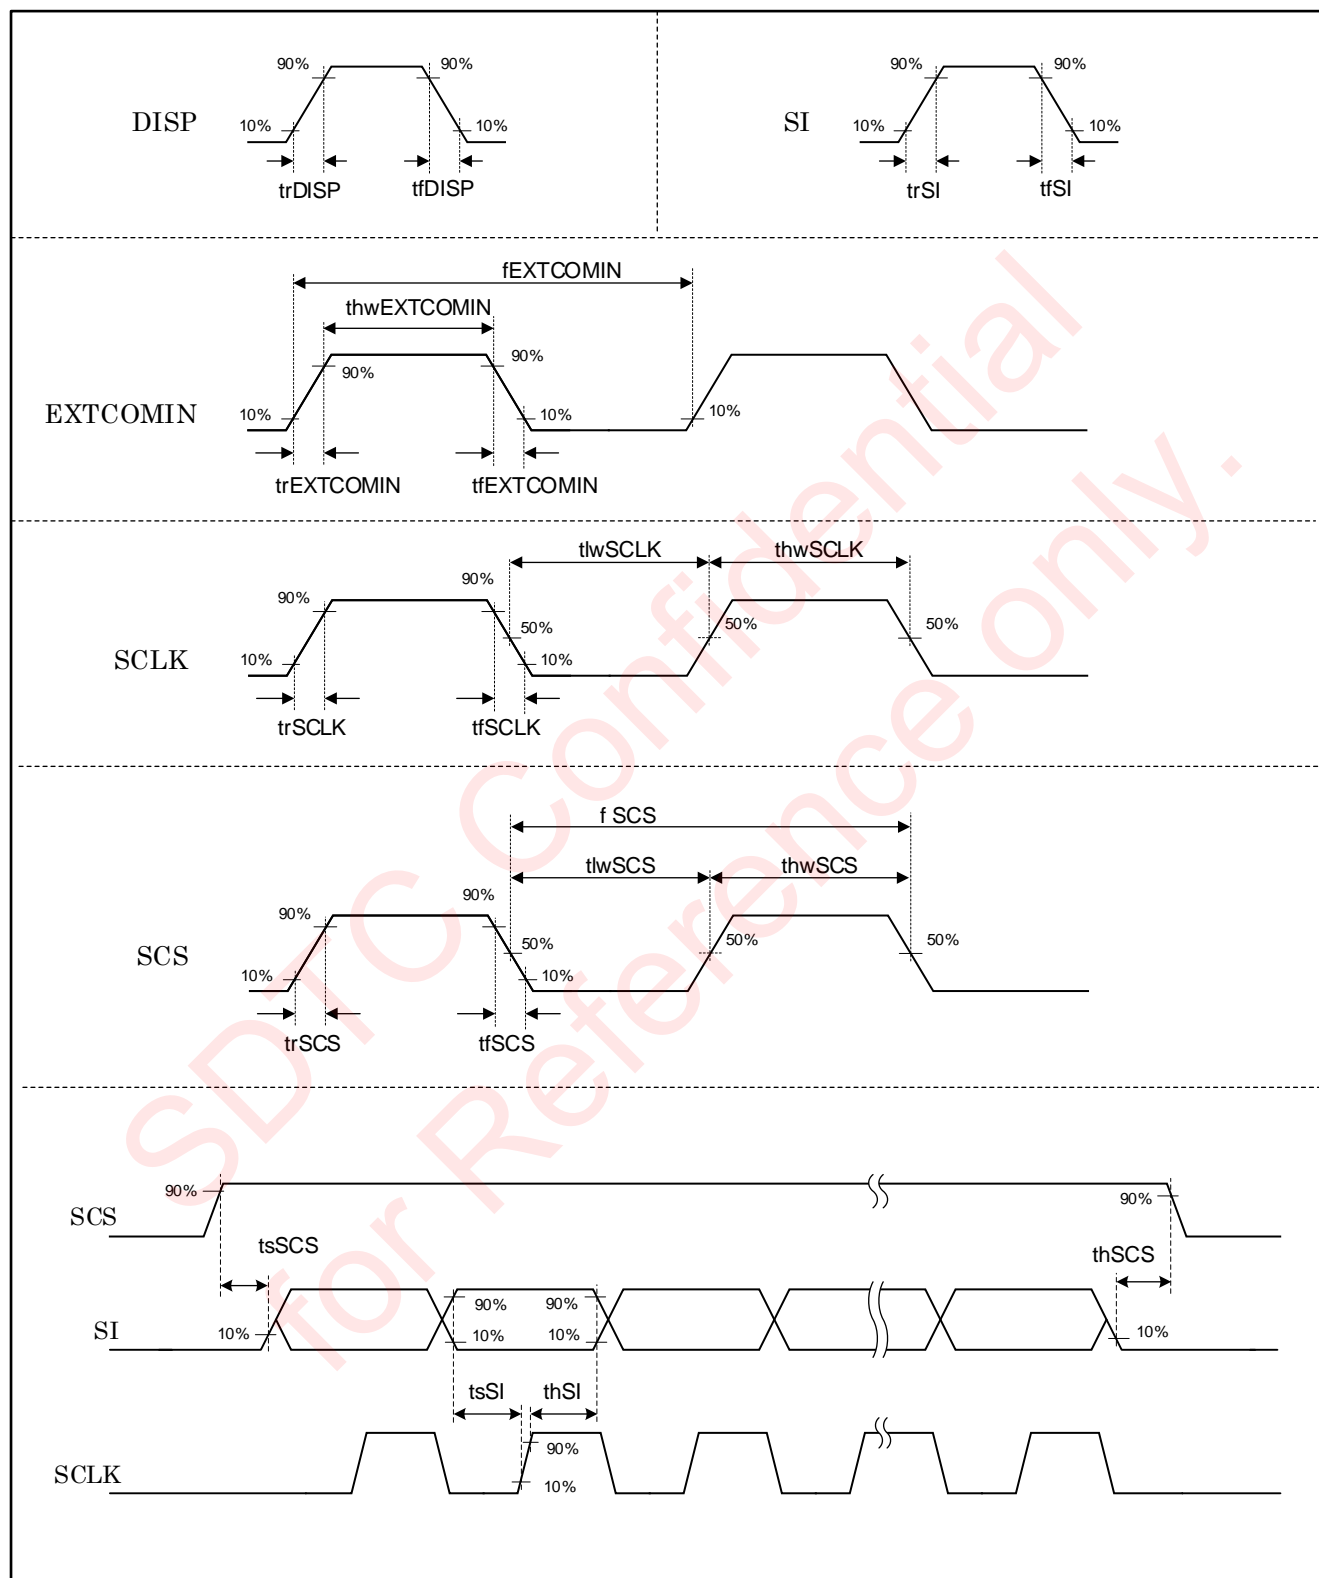 90% 90% 90% 90%
DISP SI
10% 10% 10% 10%
trDISP tfDISP trSI tfSI
fEXTCOMIN
thwEXTCOMIN
90% 90%
EXTCOMIN 10% 10% 10%
trEXTCOMIN tfEXTCOMIN
tlwSCLK thwSCLK
90% 90%
50% 50% 50%
SCLK 10% 10%
trSCLK tfSCLK
f SCS
tlwSCS thwSCS
90% 90%
SCS 50% 50% 50%
10% 10%
trSCS tfSCS
90% 90%
SCS
tsSCS thSCS
90% 90%
SI 10% 10% 10% 10%
tsSI thSI
90%
SCLK 10%
SDTC Confidential
for Reference only.